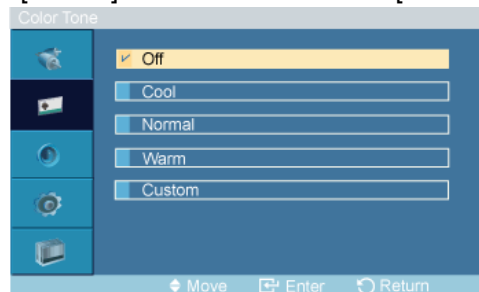 Color Tone
Off
Cool
Normal
Warm
Custom
Move Enter Return